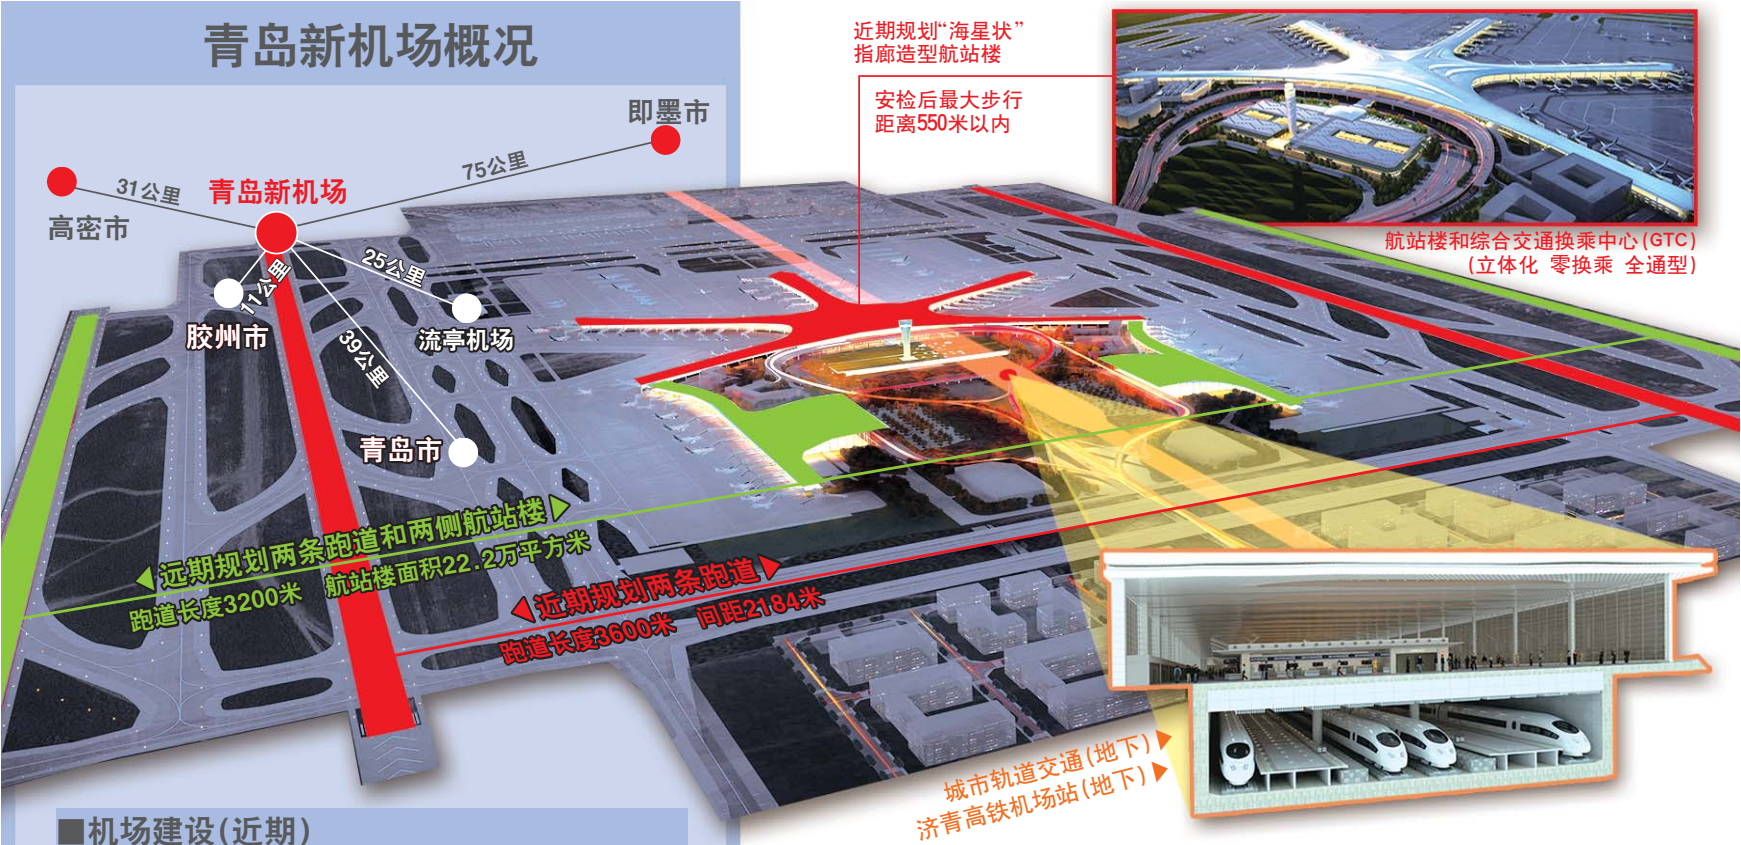 青岛新机场概况
即墨市
75公里
31公里
青岛新机场
高密市
25公里
11公里
胶州市
流亭机场
39公里
青岛市
近期规划“海星状”
指廊造型航站楼
安检后最大步行
距离550米以内
航站楼和综合交通换乘中心(GTC)
(立体化 零换乘 全通型)
远期规划两条跑道和两侧航站楼
跑道长度3200米 航站楼面积22.2万平方米
近期规划两条跑道
跑道长度3600米 间距2184米
城市轨道交通(地下)
济青高铁机场站(地下)
■机场建设(近期)